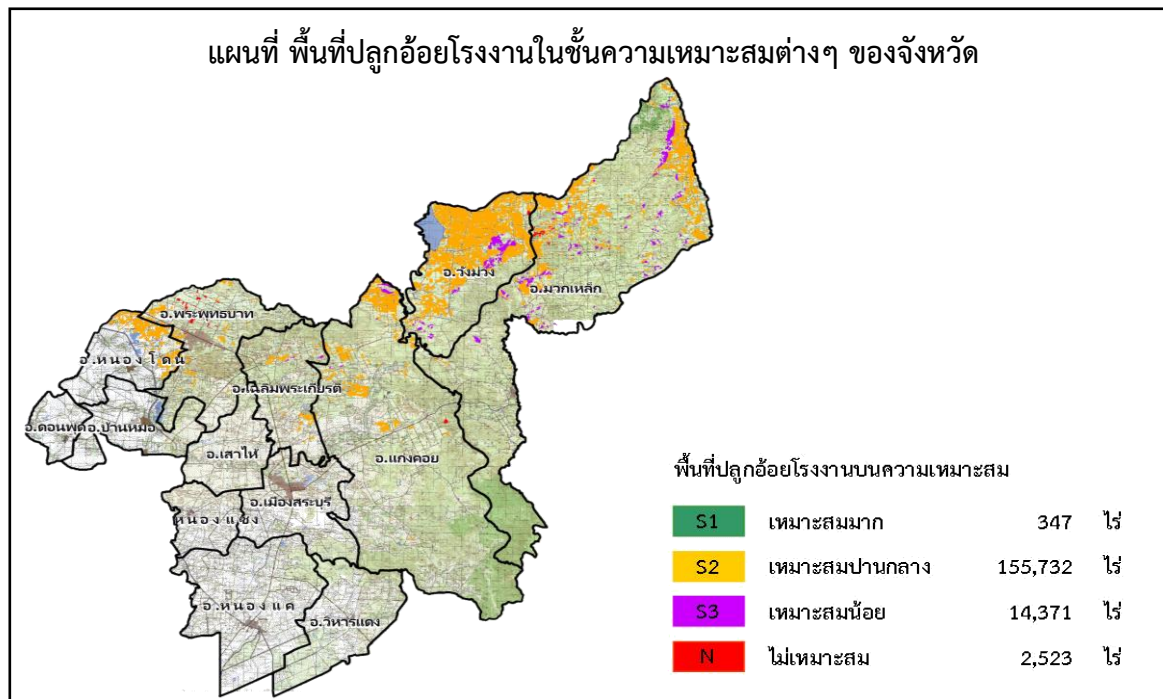 แผนที่ พื้นที่ปลูกอ้อยโรงงานในชั้นความเหมาะสมต่างๆ ของจังหวัด
อ.วังม่วง
อ.มวกเหล็ก
อ.พระพุทธบาท
อ.หนองโดน
อ.เฉลิมพระเกียรติ
อ.ดอนพุด
อ.บ้านหมอ
อ.เสาไห้
อ.แก่งคอย
อ.เมืองสระบุรี
หนองแซง
อ.หนองแค
อ.วิหารแดง
พื้นที่ปลูกอ้อยโรงงานบนความเหมาะสม
S1 เหมาะสมมาก 347 ไร่
S2 เหมาะสมปานกลาง 155,732 ไร่
S3 เหมาะสมน้อย 14,371 ไร่
N ไม่เหมาะสม 2,523 ไร่